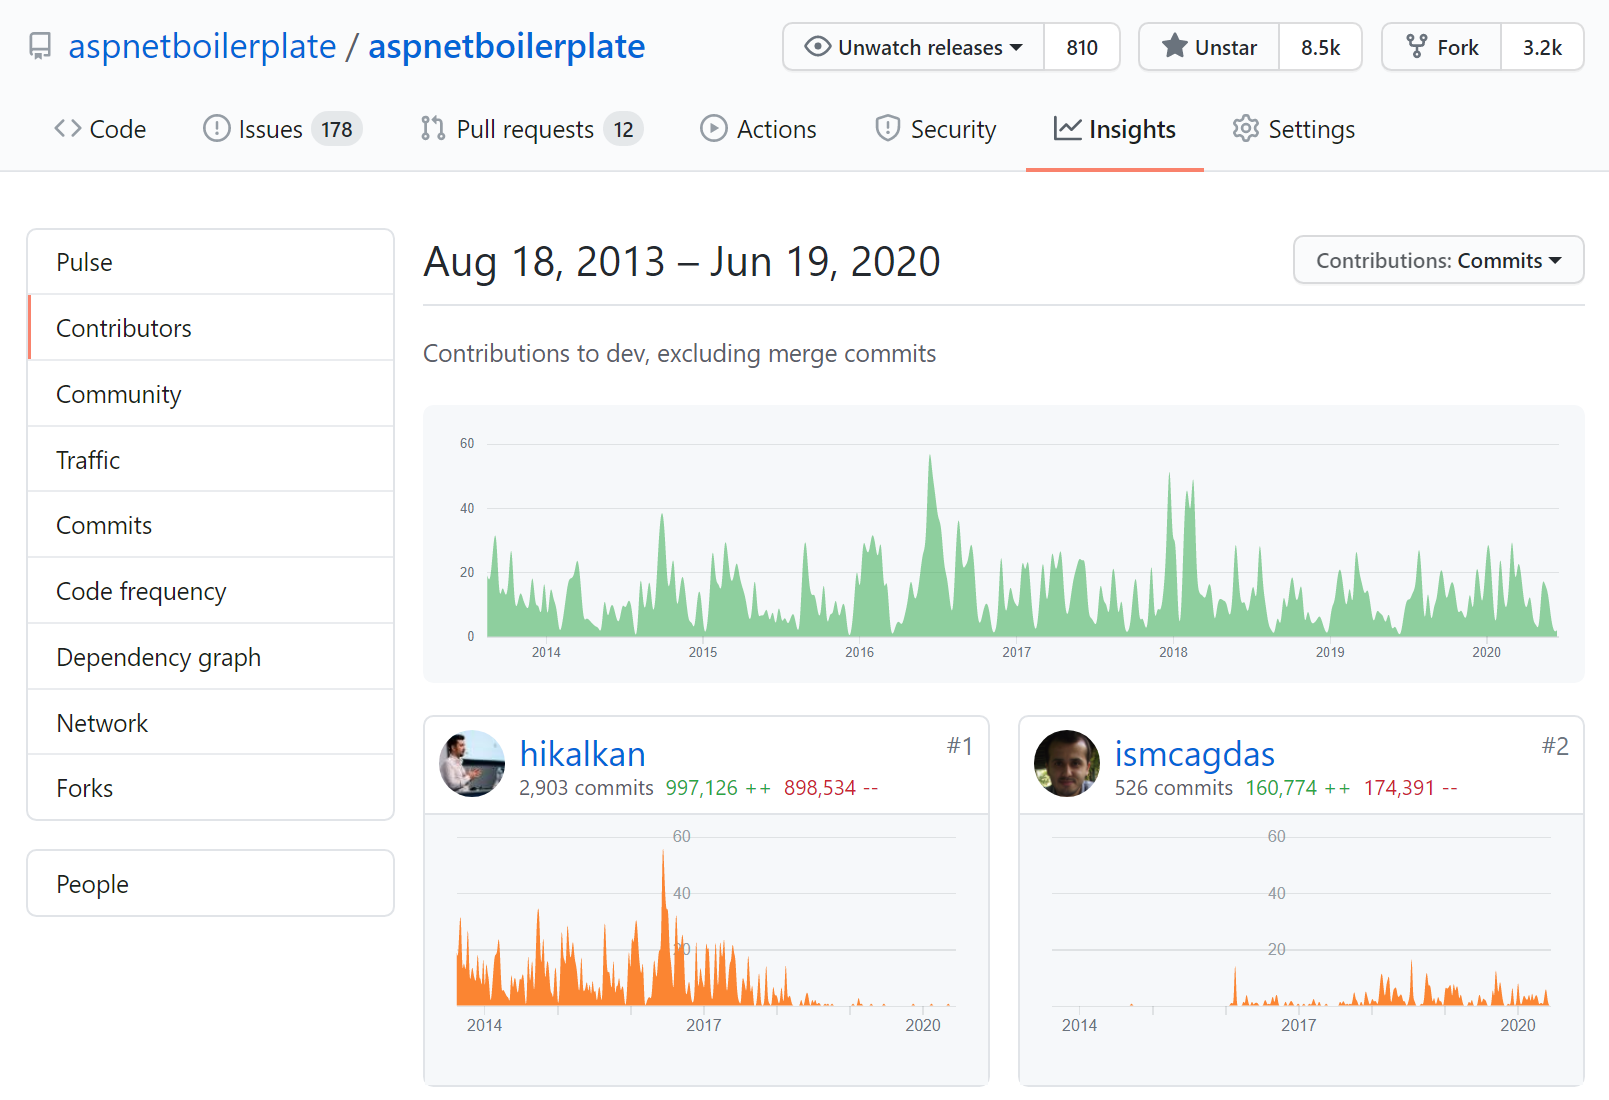 aspnetboilerplate / aspnetboilerplate
Unwatch releases 810
Unstar 8.5k
Fork 3.2k
Code
Issues 178
Pull requests 12
Actions
Security
Insights
Settings
Pulse
Contributors
Community
Traffic
Commits
Code frequency
Dependency graph
Network
Forks
People
Aug 18, 2013 – Jun 19, 2020
Contributions: Commits
Contributions to dev, excluding merge commits
60
40
20
0
2014 2015 2016 2017 2018 2019 2020
hikalkan #1
2,903 commits 997,126 ++ 898,534 --
60
40
20
2014 2017 2020
ismcagdas #2
526 commits 160,774 ++ 174,391 --
60
40
20
2014 2017 2020